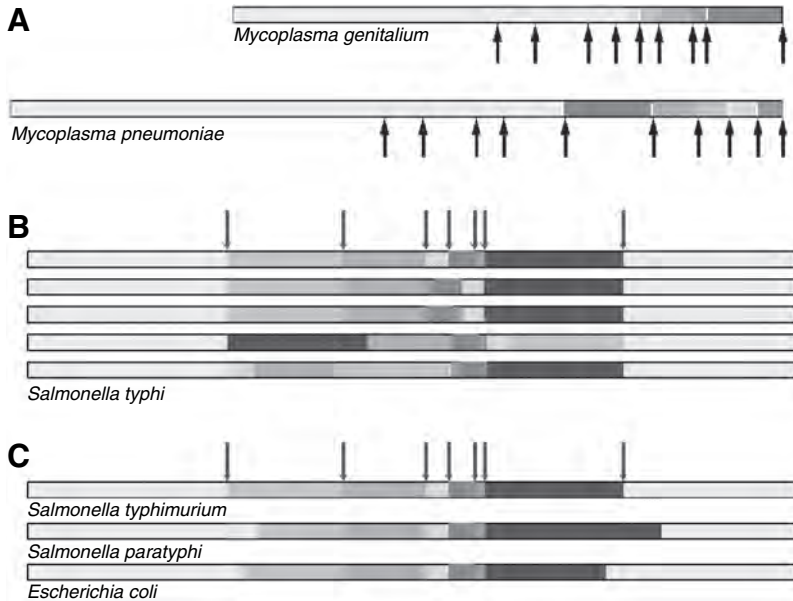 A
Mycoplasma genitalium
Mycoplasma pneumoniae
B
Salmonella typhi
C
Salmonella typhimurium
Salmonella paratyphi
Escherichia coli